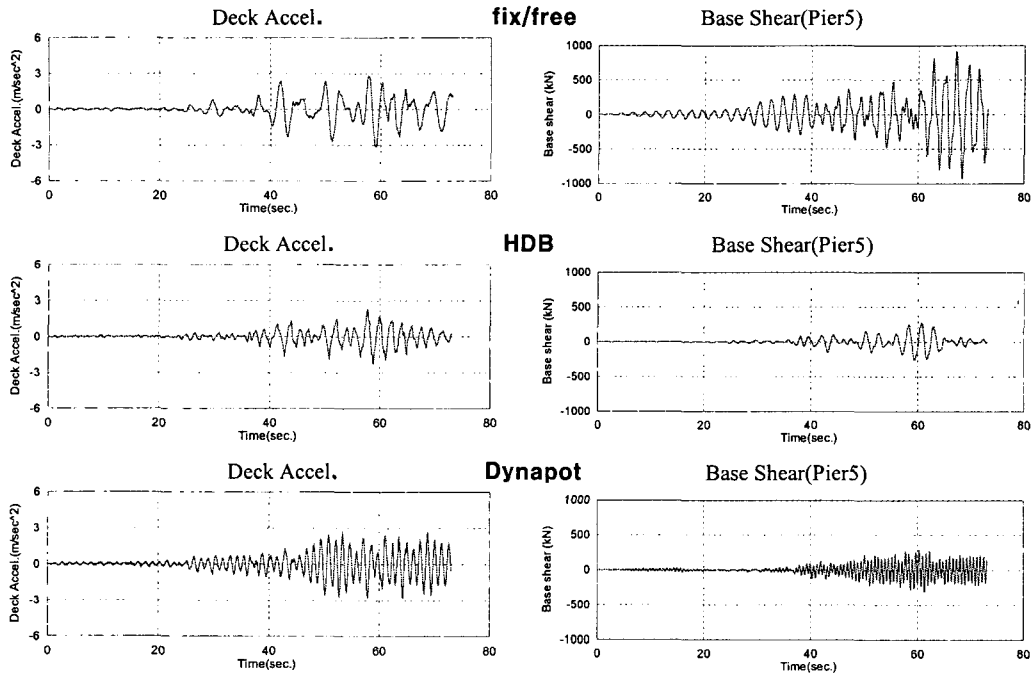 Deck Accel.
fix/free
Base Shear(Pier5)
6
3
0
-3
-6
Deck Accel.(m/sec^2)
0
20
40
60
80
Time(sec.)
1000
500
0
-500
-1000
Base shear (kN)
0
20
40
60
80
Time(sec.)
Deck Accel.
HDB
Base Shear(Pier5)
6
3
0
-3
-6
Deck Accel.(m/sec^2)
0
20
40
60
80
Time(sec.)
1000
500
0
-500
-1000
Base shear (kN)
0
20
40
60
80
Time(sec.)
Deck Accel.
Dynapot
Base Shear(Pier5)
6
3
0
-3
-6
Deck Accel.(m/sec^2)
0
20
40
60
80
Time(sec.)
1000
500
0
-500
-1000
Base shear (kN)
0
20
40
60
80
Time(sec.)